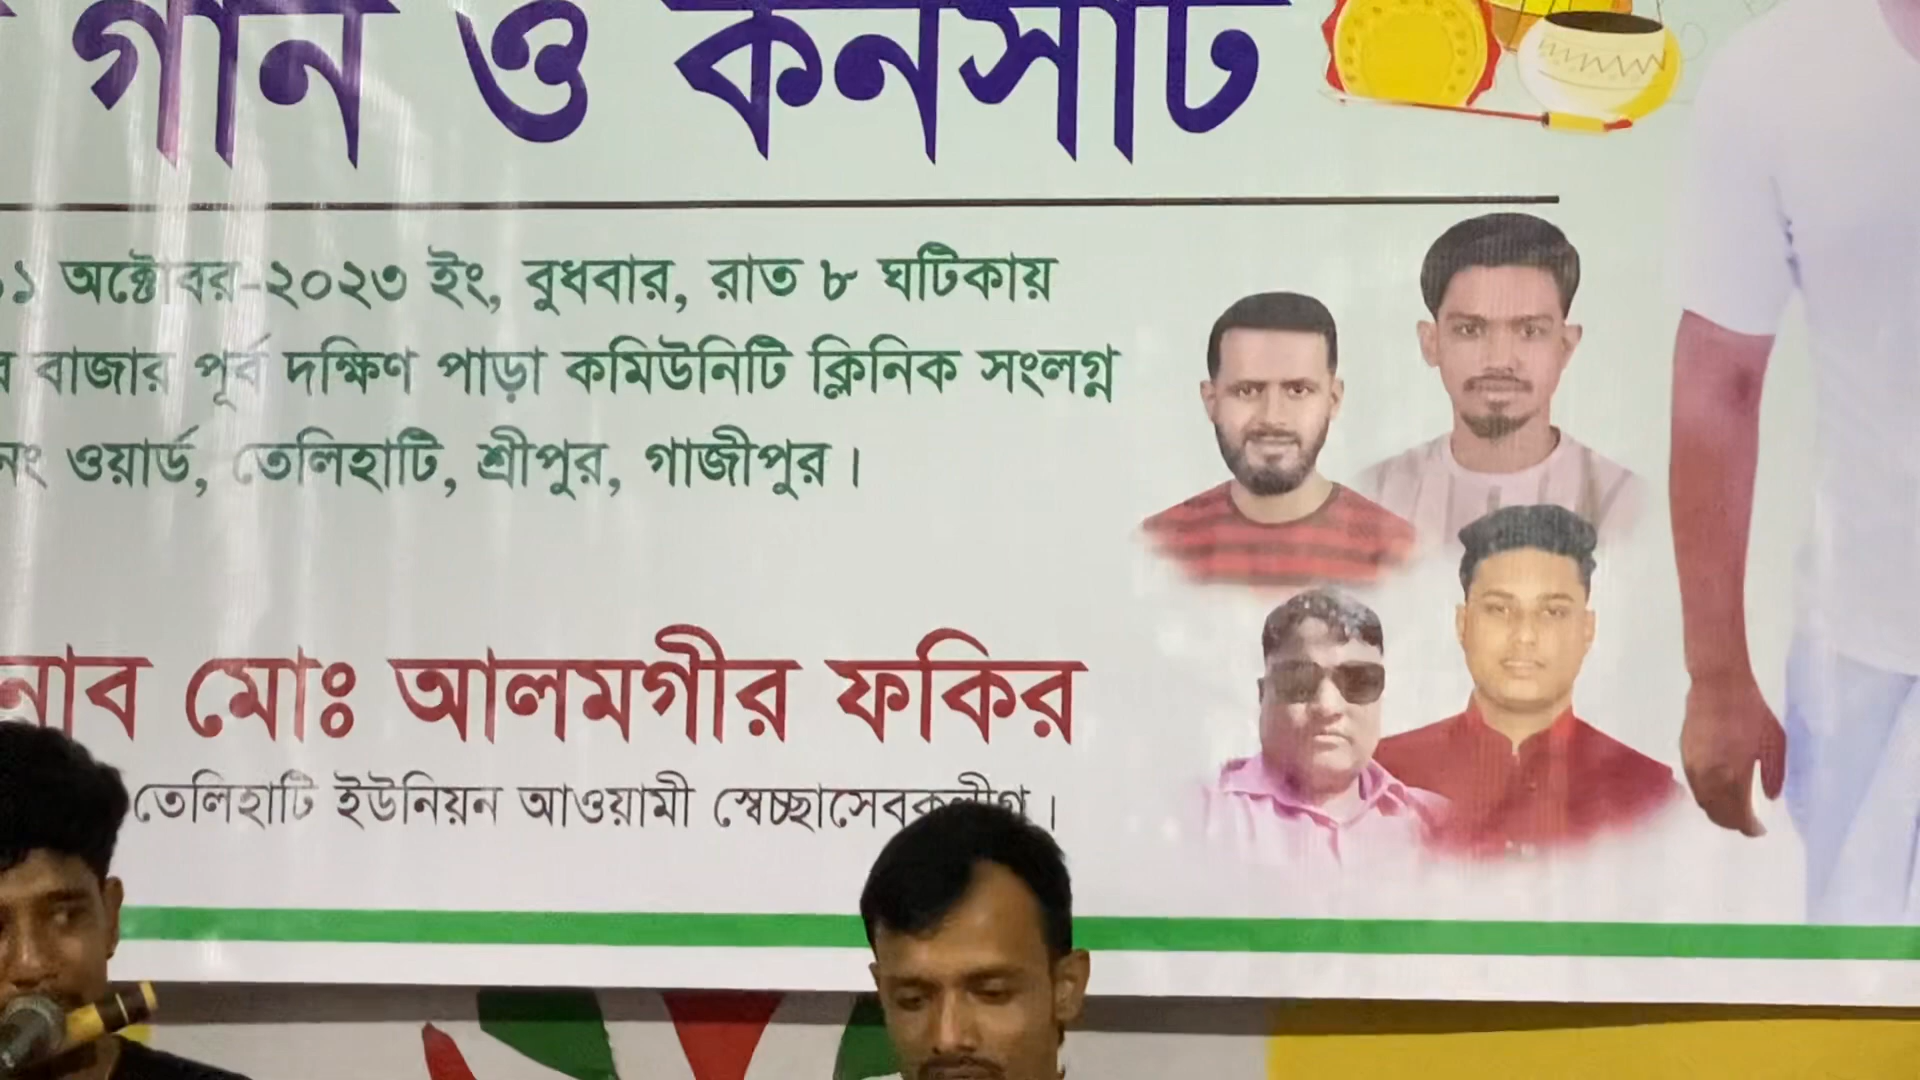 গান ও কনসার্ট
১ অক্টোবর-২০২৩ ইং, বুধবার, রাত ৮ ঘটিকায়
বাজার পূর্ব দক্ষিণ পাড়া কমিউনিটি ক্লিনিক সংলগ্ন
নং ওয়ার্ড, তেলিহাটি, শ্রীপুর, গাজীপুর।
নাব মোঃ আলমগীর ফকির
তেলিহাটি ইউনিয়ন আওয়ামী স্বেচ্ছাসেবকলীগ।